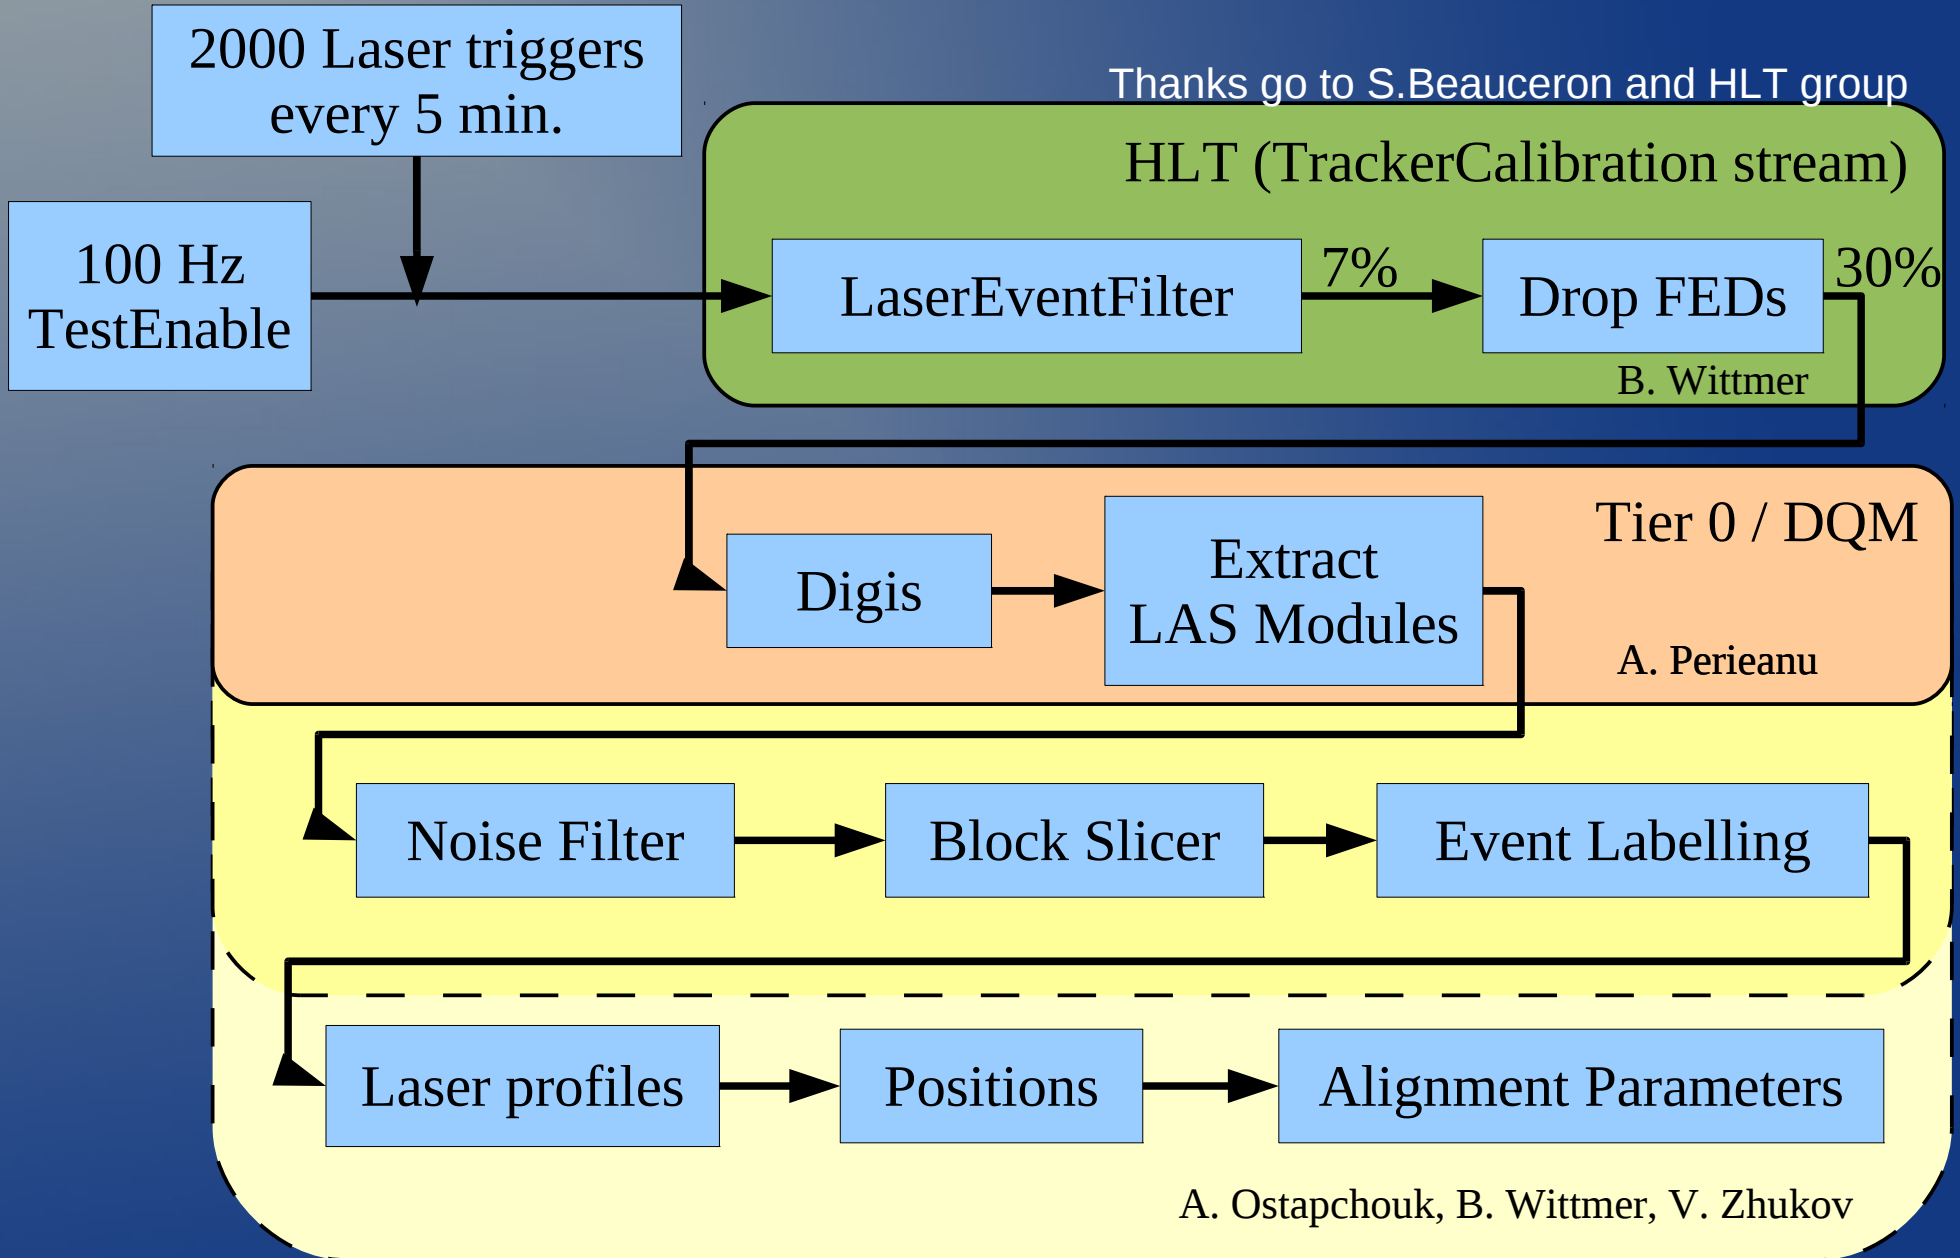 2000 Laser triggers
every 5 min.
Thanks go to S.Beauceron and HLT group
HLT (TrackerCalibration stream)
100 Hz
TestEnable
LaserEventFilter
7%
Drop FEDs
30%
B. Wittmer
Tier 0 / DQM
Digis
Extract
LAS Modules
A. Perieanu
Noise Filter
Block Slicer
Event Labelling
Laser profiles
Positions
Alignment Parameters
A. Ostapchouk, B. Wittmer, V. Zhukov